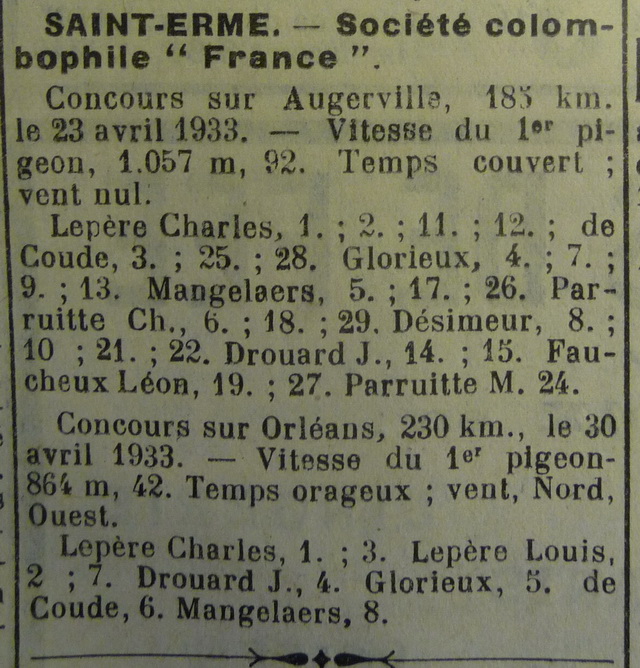 SAINT-ERME. — Société colom-
bophile “ France ”.
Concours sur Augerville, 185 km.
le 23 avril 1933. — Vitesse du 1er pi-
geon, 1.057 m, 92. Temps couvert ;
vent nul.
Lepère Charles, 1. ; 2. ; 11. ; 12. ; de
Coude, 3. ; 25. ; 28. Glorieux, 4. ; 7. ;
9. ; 13. Mangelaers, 5. ; 17. ; 26. Par-
ruitte Ch., 6. ; 18. ; 29. Désimeur, 8. ;
10 ; 21. ; 22. Drouard J., 14. ; 15. Fau-
cheux Léon, 19. ; 27. Parruitte M. 24.
Concours sur Orléans, 230 km., le 30
avril 1933. — Vitesse du 1er pigeon-
864 m, 42. Temps orageux ; vent, Nord,
Ouest.
Lepère Charles, 1. ; 3. Lepère Louis,
2 ; 7. Drouard J., 4. Glorieux, 5. de
Coude, 6. Mangelaers, 8.